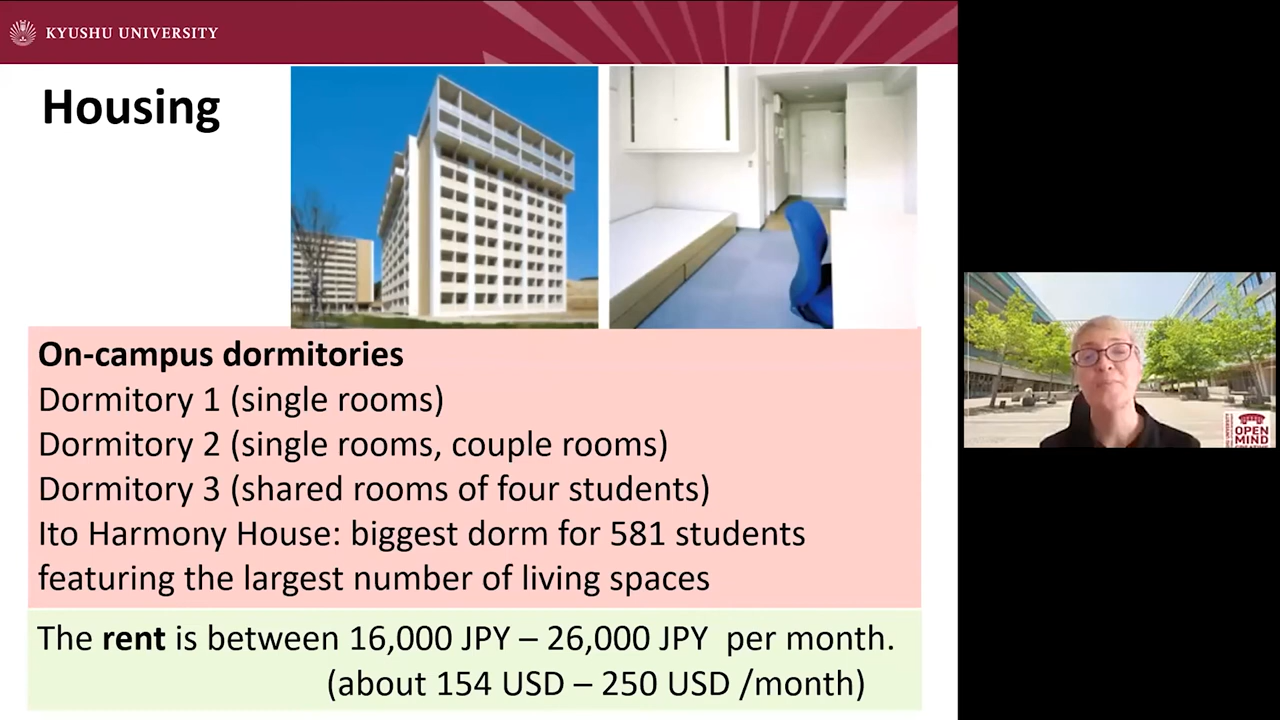 KYUSHU UNIVERSITY
Housing
On-campus dormitories
Dormitory 1 (single rooms)
Dormitory 2 (single rooms, couple rooms)
Dormitory 3 (shared rooms of four students)
Ito Harmony House: biggest dorm for 581 students
featuring the largest number of living spaces
The rent is between 16,000 JPY – 26,000 JPY per month.
(about 154 USD – 250 USD /month)
OPEN
MIND